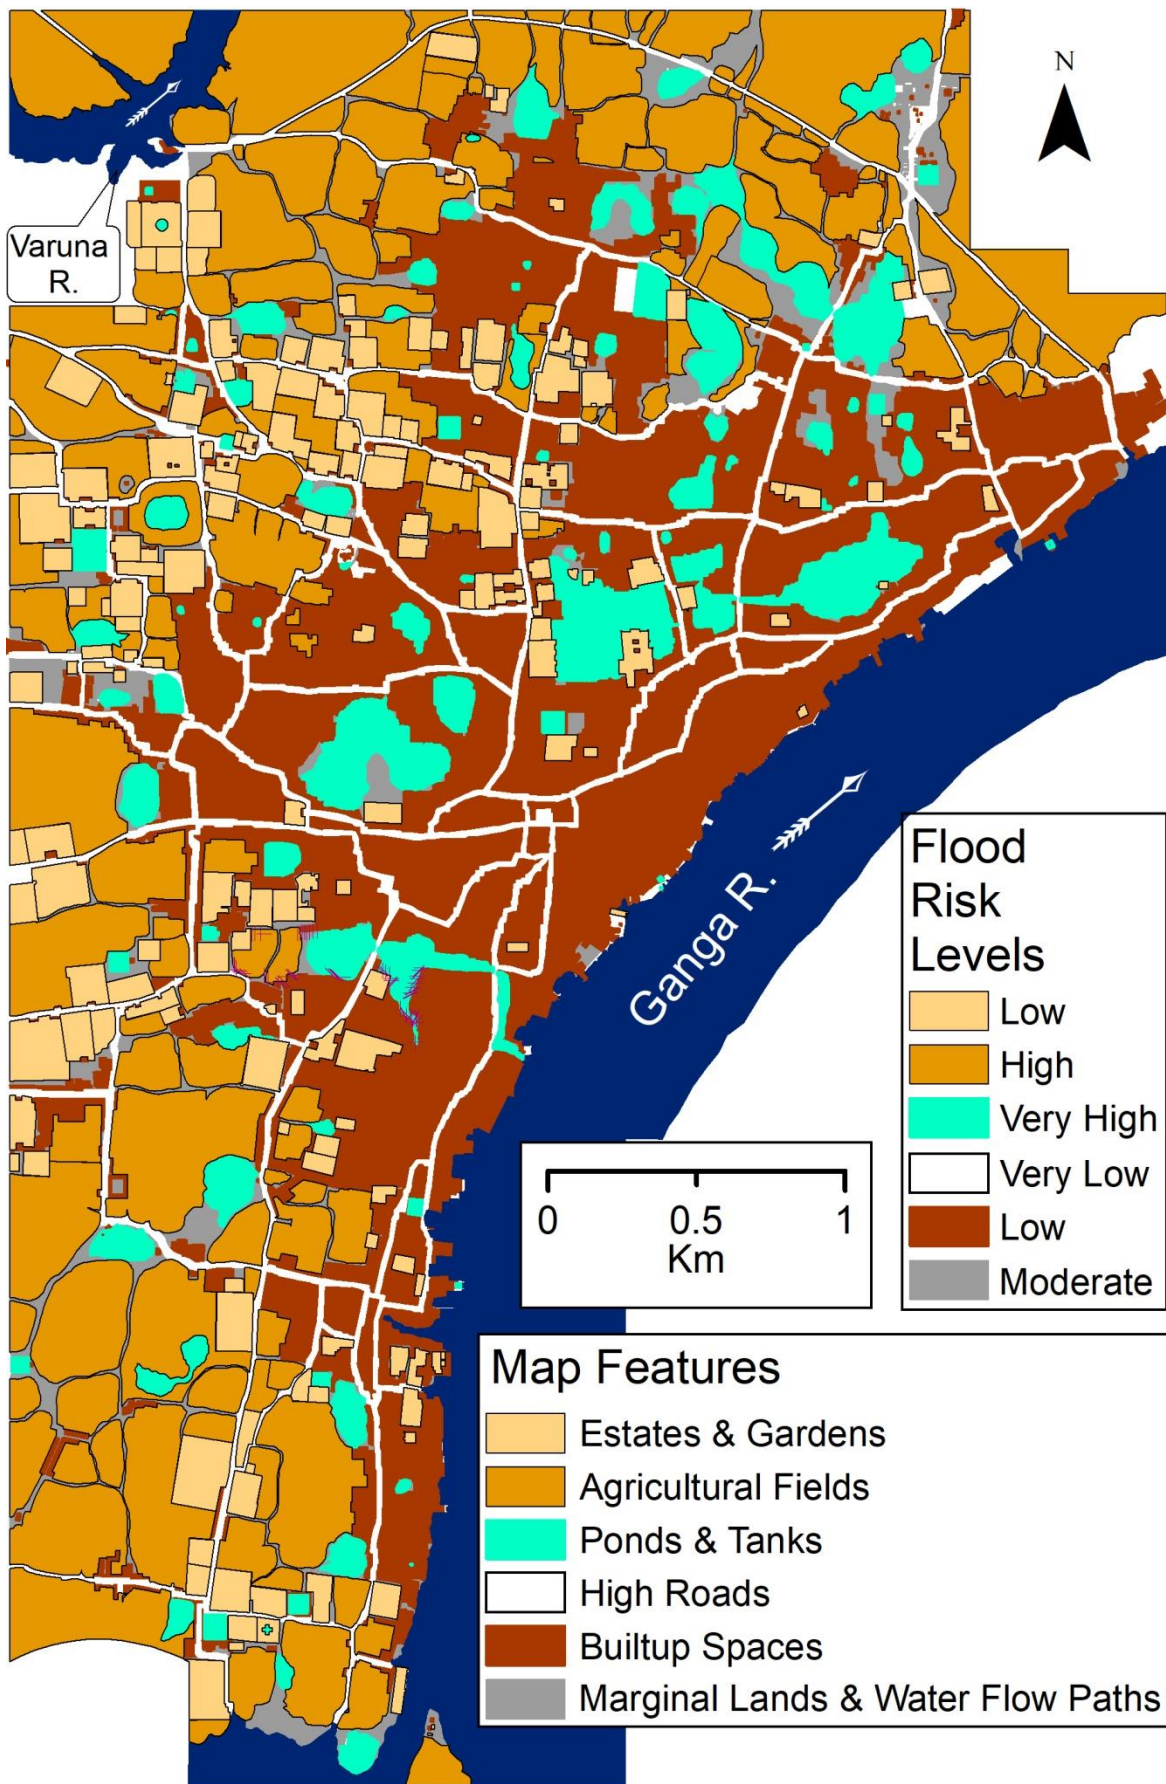 N
Varuna
R.
Ganga R.
Flood
Risk
Levels
Low
High
Very High
Very Low
Low
Moderate
0 0.5 1
Km
Map Features
Estates & Gardens
Agricultural Fields
Ponds & Tanks
High Roads
Builtup Spaces
Marginal Lands & Water Flow Paths